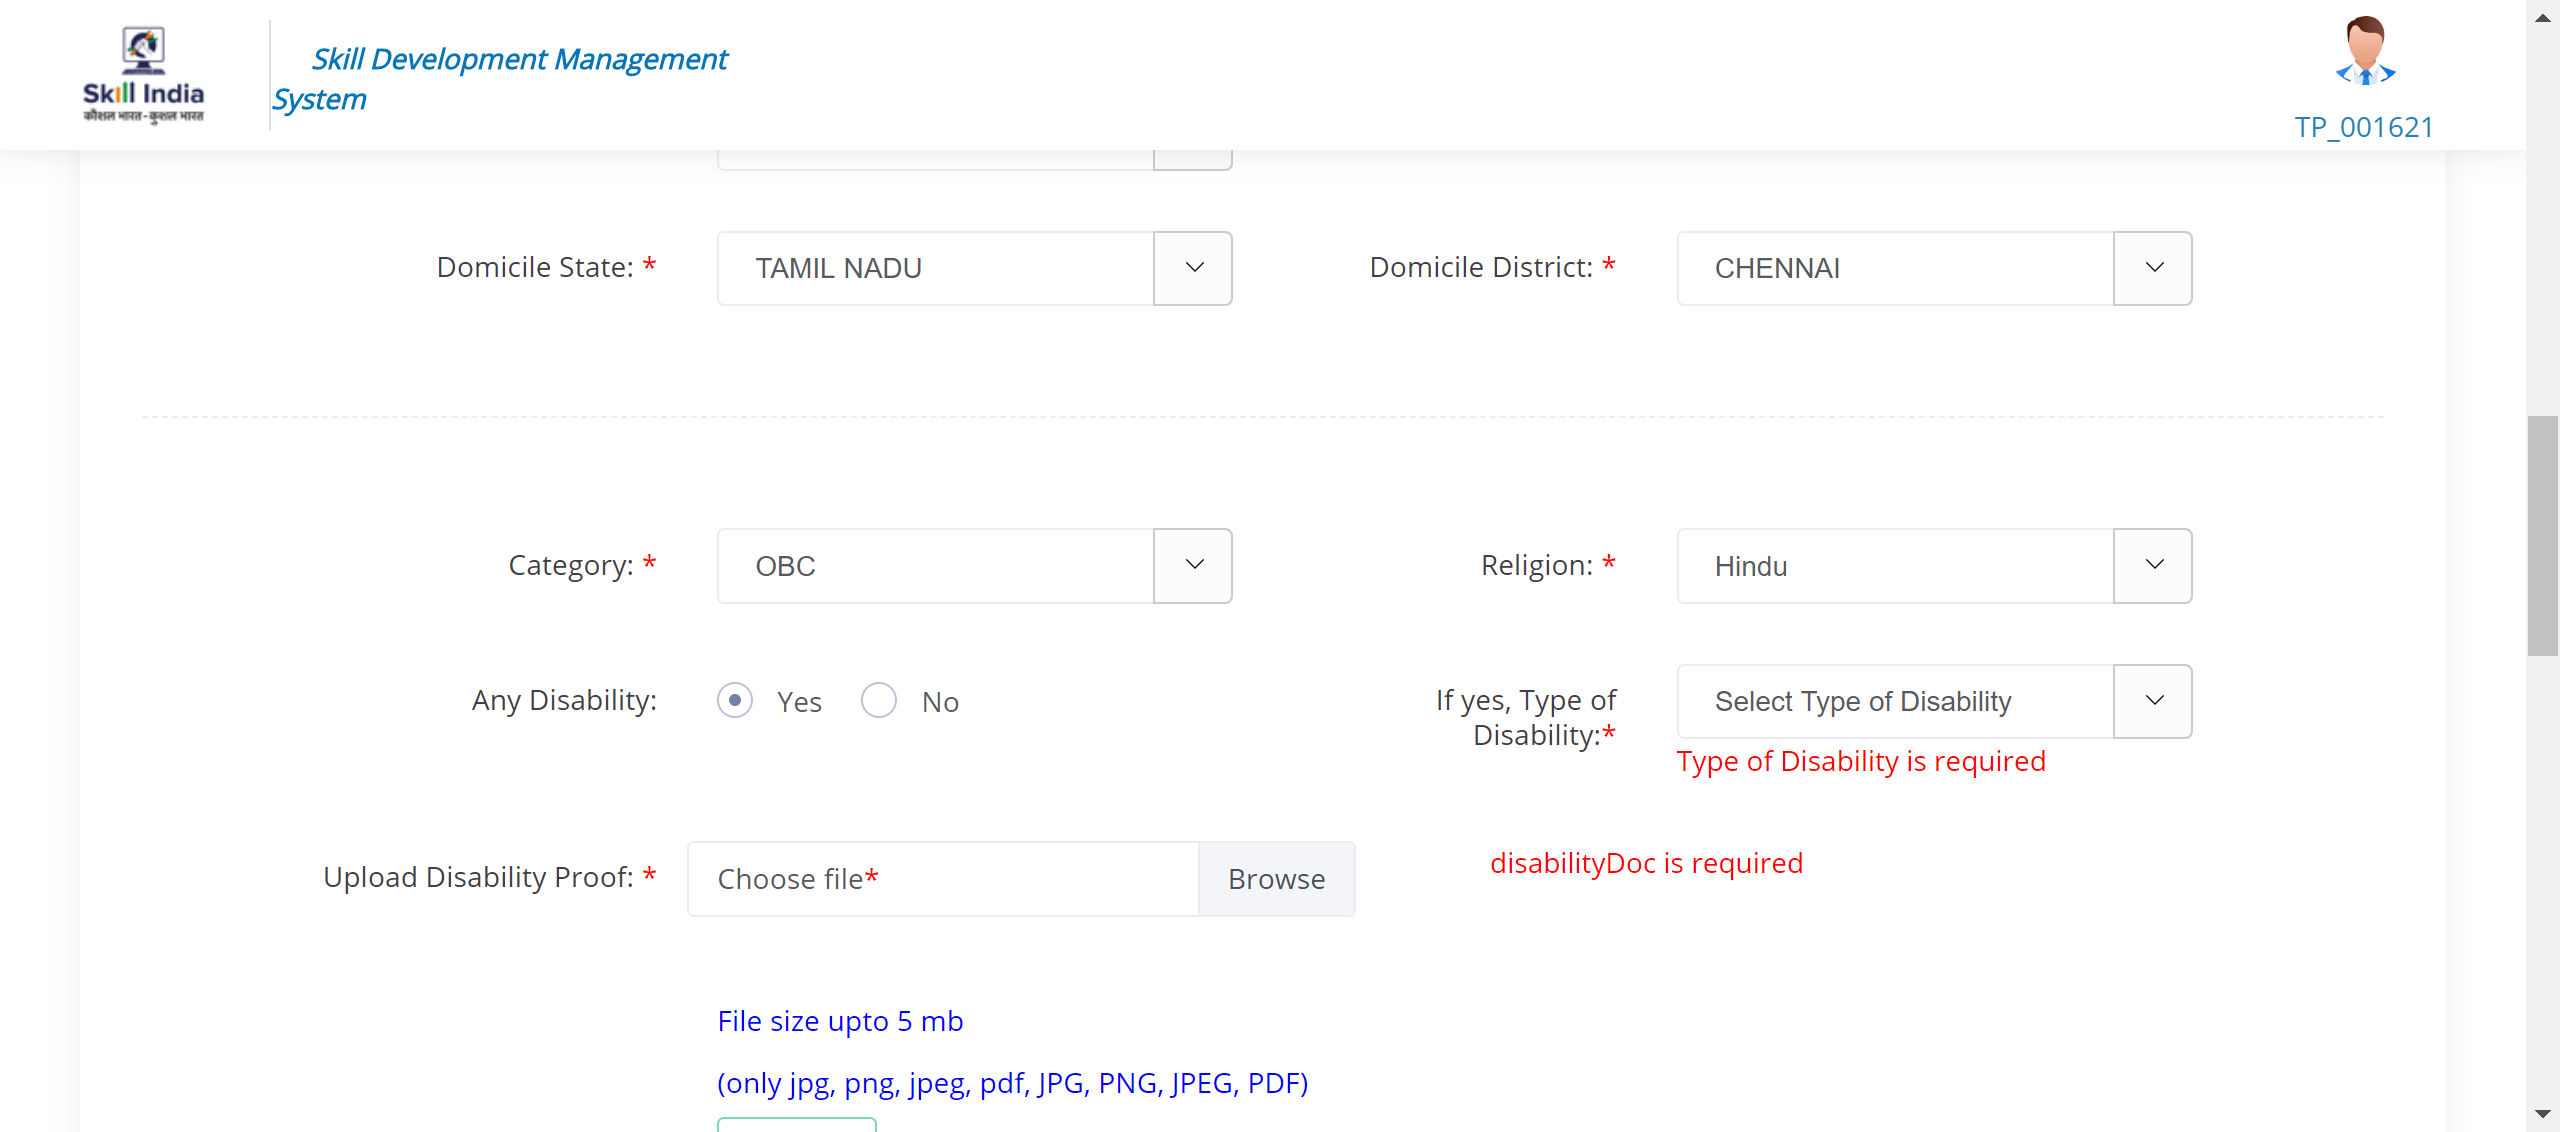 Skill India
कौशल भारत - कुशल भारत
Skill Development Management
System
TP_001621
Domicile State: *
TAMIL NADU
Domicile District: *
CHENNAI
Category: *
OBC
Religion: *
Hindu
Any Disability:
Yes
No
If yes, Type of
Disability:*
Select Type of Disability
Type of Disability is required
Upload Disability Proof: *
Choose file*
Browse
disabilityDoc is required
File size upto 5 mb
(only jpg, png, jpeg, pdf, JPG, PNG, JPEG, PDF)